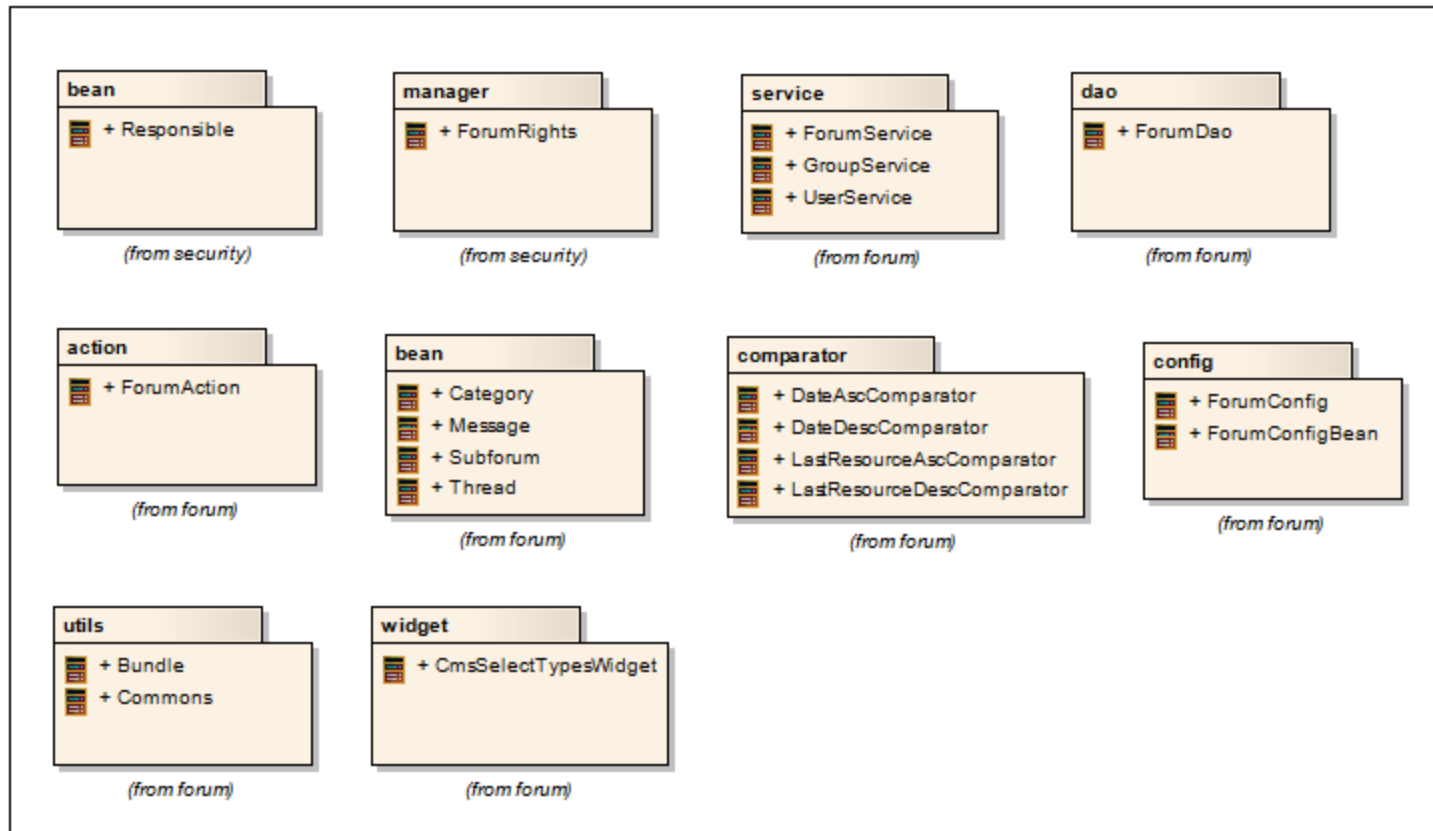 bean
+ Responsible
(from security)
manager
+ ForumRights
(from security)
service
+ ForumService
+ GroupService
+ UserService
(from forum)
dao
+ ForumDao
(from forum)
action
+ ForumAction
(from forum)
bean
+ Category
+ Message
+ Subforum
+ Thread
(from forum)
comparator
+ DateAscComparator
+ DateDescComparator
+ LastResourceAscComparator
+ LastResourceDescComparator
(from forum)
config
+ ForumConfig
+ ForumConfigBean
(from forum)
utils
+ Bundle
+ Commons
(from forum)
widget
+ CmsSelectTypesWidget
(from forum)